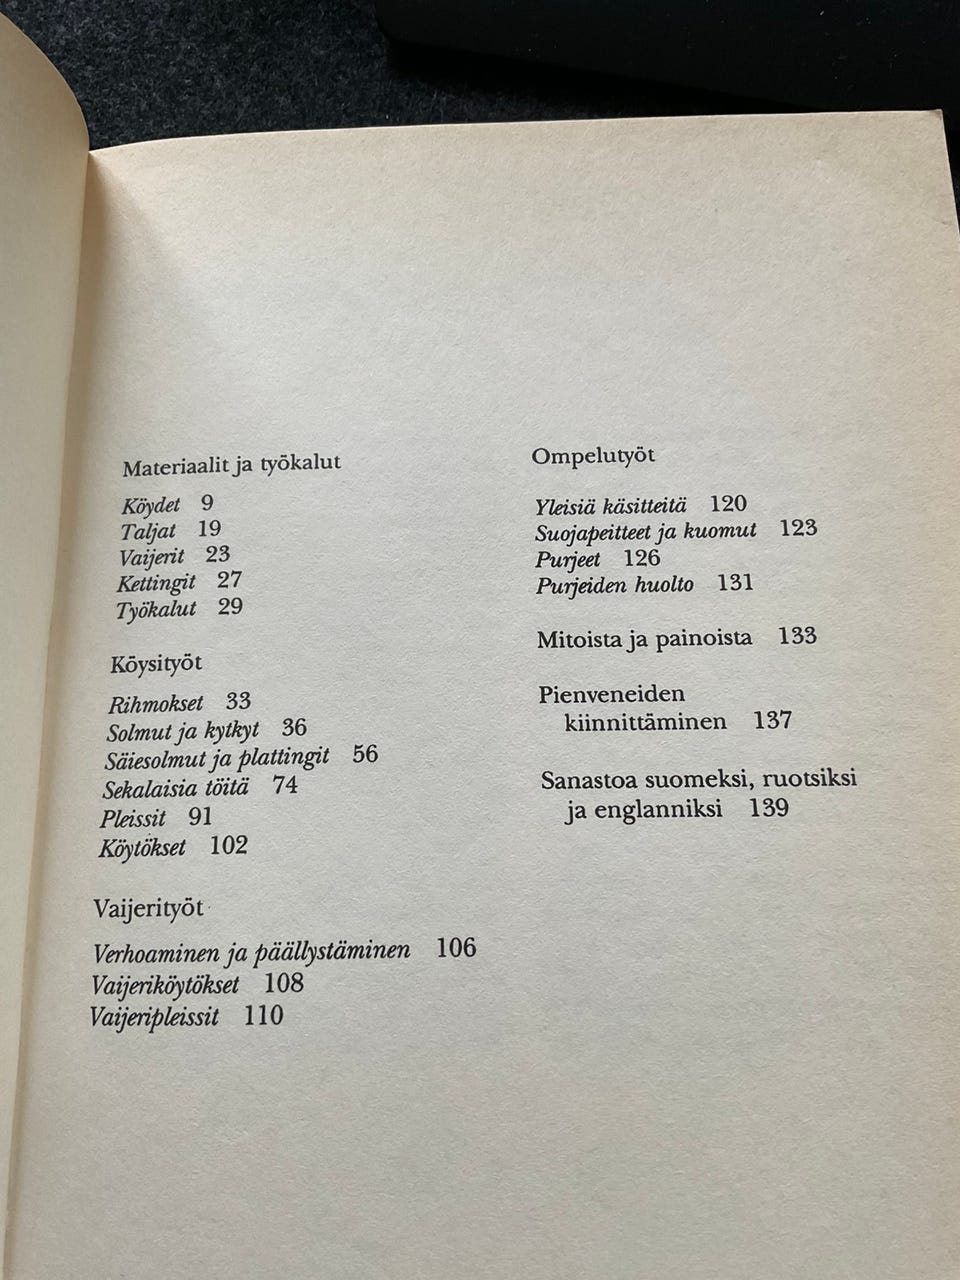 Materiaalit ja työkalut
Köydet 9
Taljat 19
Vaijerit 23
Kettingit 27
Työkalut 29
Köysityöt
Rihmokset 33
Solmut ja kytkyt 36
Säiesolmut ja plattingit 56
Sekalaisia töitä 74
Pleissit 91
Köytökset 102
Vaijerityöt
Verhoaminen ja päällystäminen 106
Vaijeriköytökset 108
Vaijeripleissit 110
Ompelutyöt
Yleisiä käsitteitä 120
Suojapeitteet ja kuomut 123
Purjeet 126
Purjeiden huolto 131
Mitoista ja painoista 133
Pienveneiden
kiinnittäminen 137
Sanastoa suomeksi, ruotsiksi
ja englanniksi 139